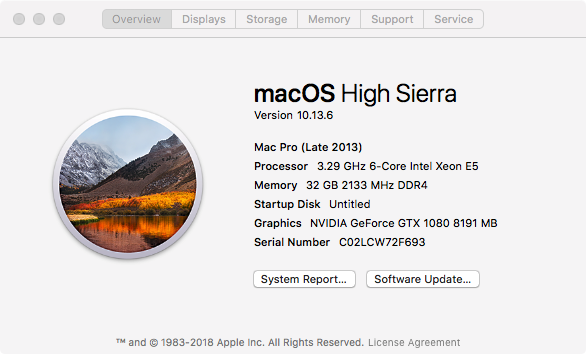 Overview Displays Storage Memory Support Service
macOS High Sierra
Version 10.13.6
Mac Pro (Late 2013)
Processor 3.29 GHz 6-Core Intel Xeon E5
Memory 32 GB 2133 MHz DDR4
Startup Disk Untitled
Graphics NVIDIA GeForce GTX 1080 8191 MB
Serial Number C02LCW72F693
System Report... Software Update...
™ and © 1983-2018 Apple Inc. All Rights Reserved. License Agreement